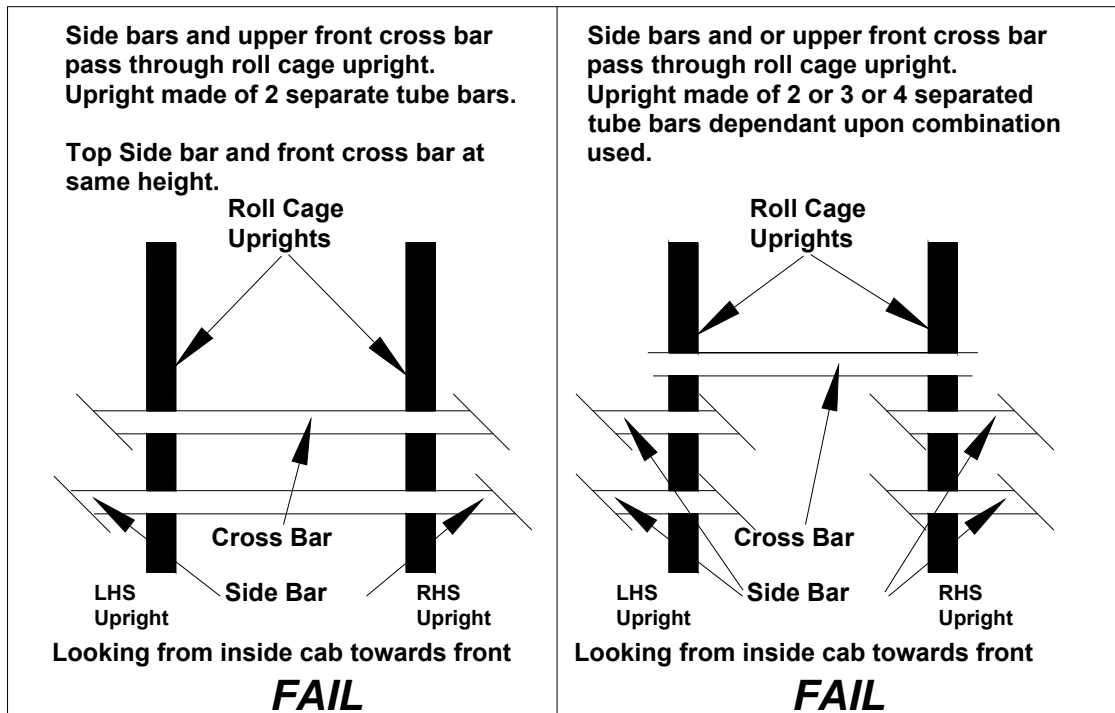 Side bars and upper front cross bar
pass through roll cage upright.
Upright made of 2 separate tube bars.
Top Side bar and front cross bar at
same height.
Roll Cage
Uprights
Cross Bar
Side Bar
LHS
Upright
RHS
Upright
Looking from inside cab towards front
FAIL
Side bars and or upper front cross bar
pass through roll cage upright.
Upright made of 2 or 3 or 4 separated
tube bars dependant upon combination
used.
Roll Cage
Uprights
Cross Bar
Side Bar
LHS
Upright
RHS
Upright
Looking from inside cab towards front
FAIL